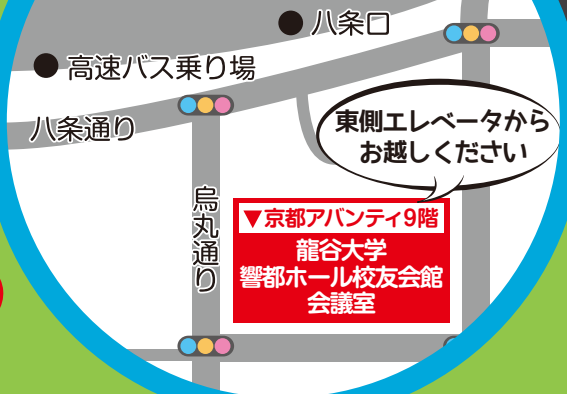 八条口
高速バス乗り場
八条通り
東側エレベータから
お越しください
烏丸通り
▼京都アバンティ9階
龍谷大学
響都ホール校友会館
会議室